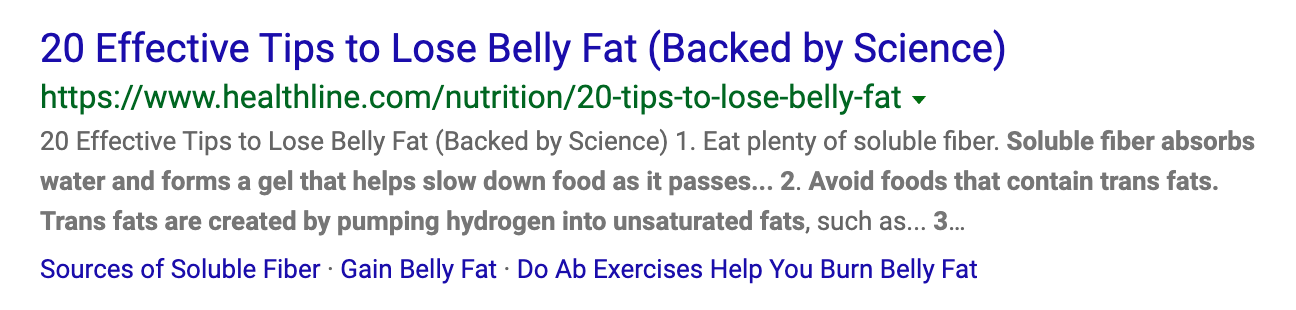 20 Effective Tips to Lose Belly Fat (Backed by Science)
https://www.healthline.com/nutrition/20-tips-to-lose-belly-fat
20 Effective Tips to Lose Belly Fat (Backed by Science) 1. Eat plenty of soluble fiber. Soluble fiber absorbs
water and forms a gel that helps slow down food as it passes... 2. Avoid foods that contain trans fats.
Trans fats are created by pumping hydrogen into unsaturated fats, such as... 3...
Sources of Soluble Fiber · Gain Belly Fat · Do Ab Exercises Help You Burn Belly Fat